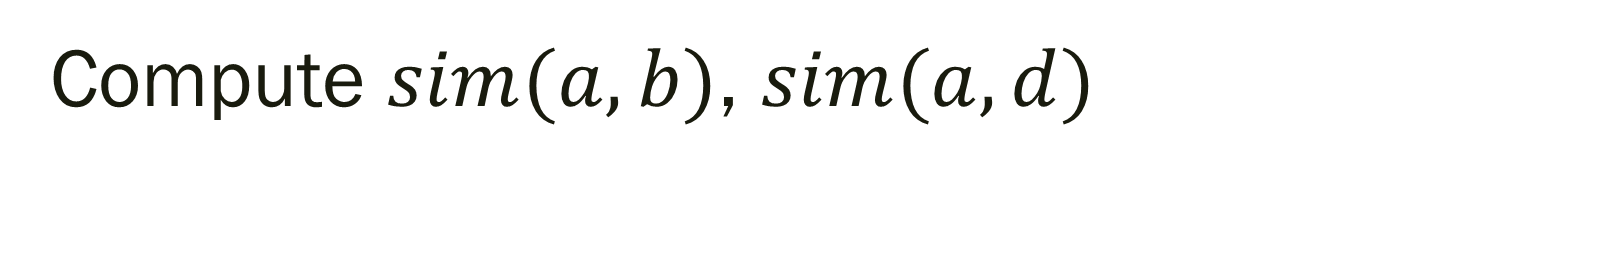 Compute sim(a, b), sim(a, d)